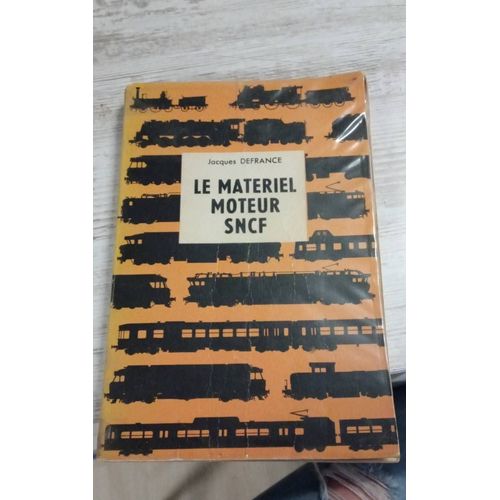 Jacques DEFRANCE
LE MATERIEL
MOTEUR
SNCF